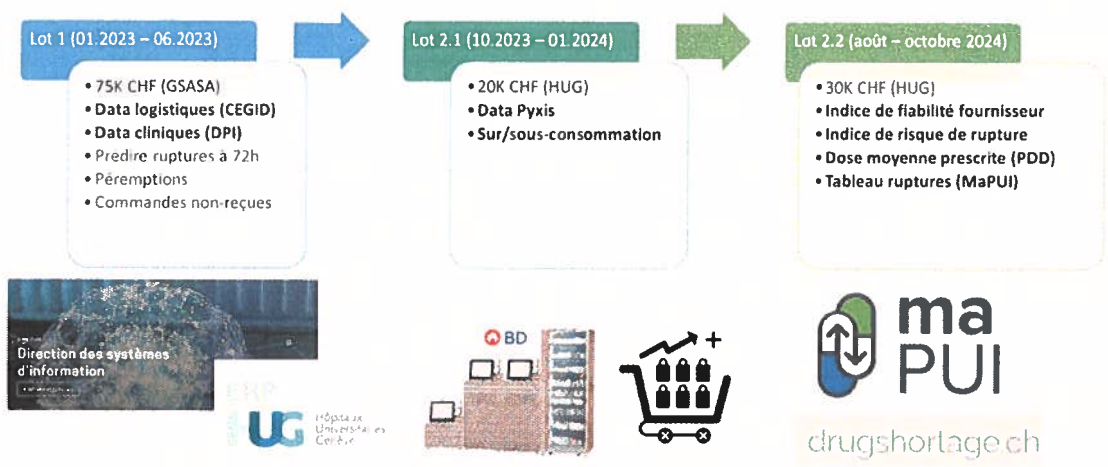 Lot 1 (01.2023 – 06.2023)
• 75K CHF (GSASA)
• Data logistiques (CEGID)
• Data cliniques (DPI)
• Prédire ruptures à 72h
• Péremptions
• Commandes non-reçues
Lot 2.1 (10.2023 – 01.2024)
• 20K CHF (HUG)
• Data Pyxis
• Sur/sous-consommation
Lot 2.2 (août – octobre 2024)
• 30K CHF (HUG)
• Indice de fiabilité fournisseur
• Indice de risque de rupture
• Dose moyenne prescrite (PDD)
• Tableau ruptures (MaPUI)
Direction des systèmes
d'information
ERP
UG
Hôpitaux
Universitaires
Genève
BD
+
ma
PUI
drugshortage.ch